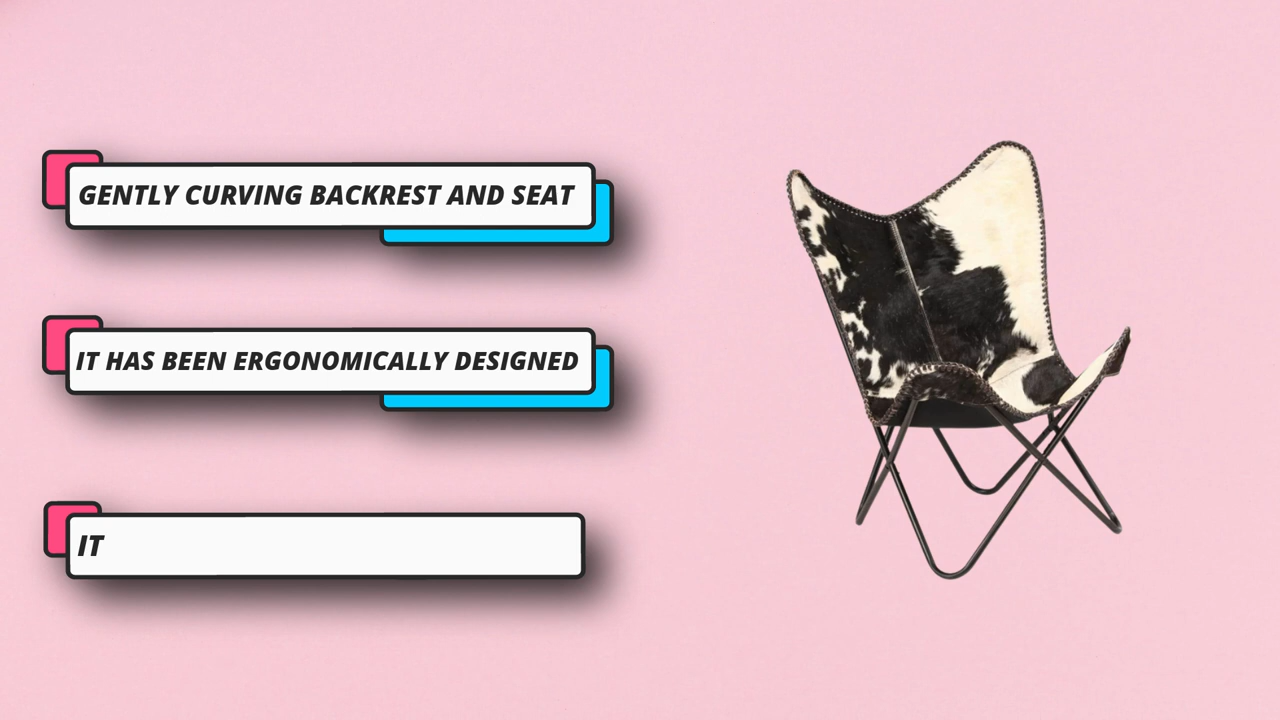 GENTLY CURVING BACKREST AND SEAT
IT HAS BEEN ERGONOMICALLY DESIGNED
IT